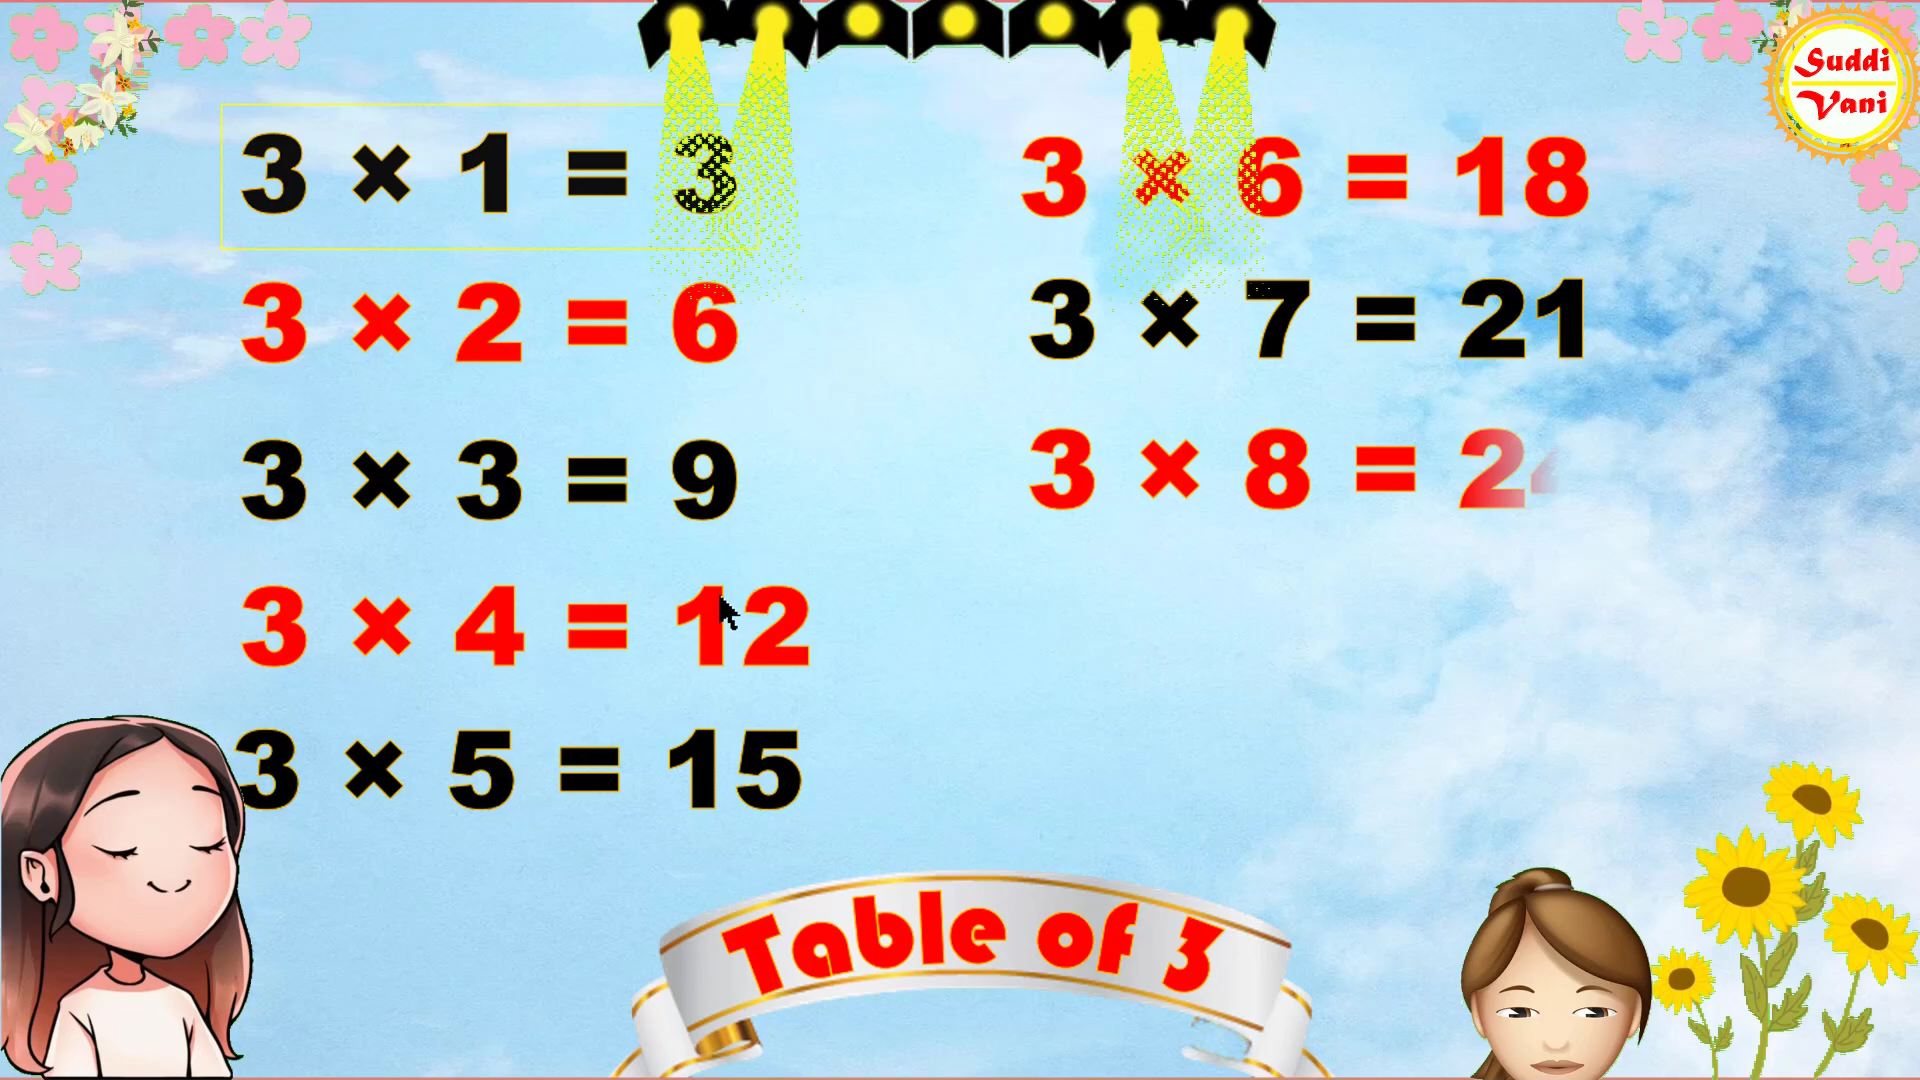 3 × 1 = 3
3 × 2 = 6
3 × 3 = 9
3 × 4 = 12
3 × 5 = 15
3 × 6 = 18
3 × 7 = 21
3 × 8 = 24
Table of 3
Suddi
Vani